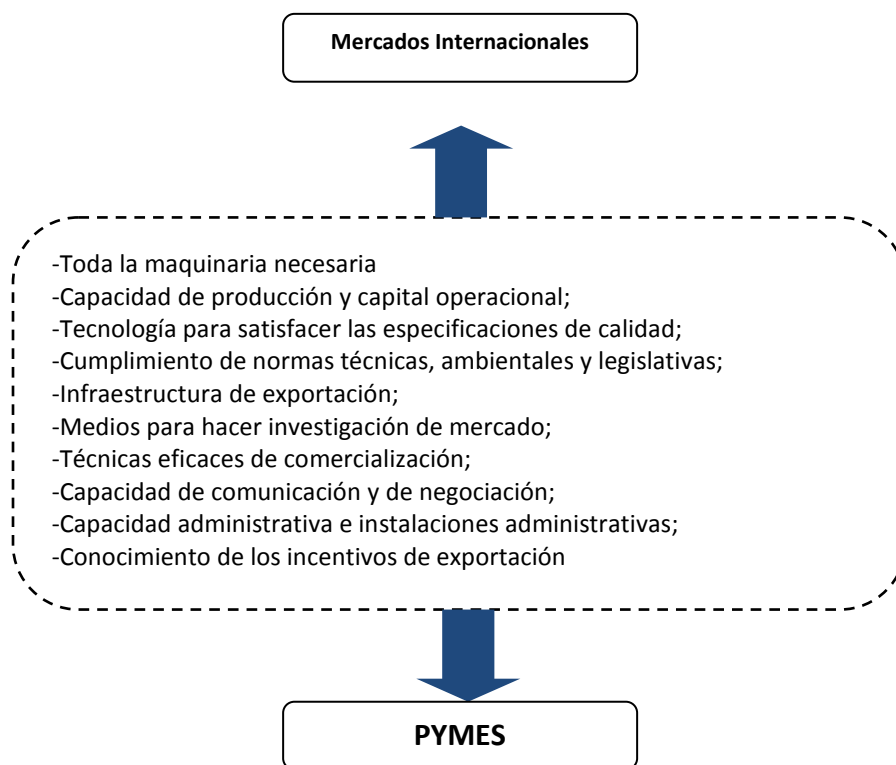 Mercados Internacionales
-Toda la maquinaria necesaria
-Capacidad de producción y capital operacional;
-Tecnología para satisfacer las especificaciones de calidad;
-Cumplimiento de normas técnicas, ambientales y legislativas;
-Infraestructura de exportación;
-Medios para hacer investigación de mercado;
-Técnicas eficaces de comercialización;
-Capacidad de comunicación y de negociación;
-Capacidad administrativa e instalaciones administrativas;
-Conocimiento de los incentivos de exportación
PYMES